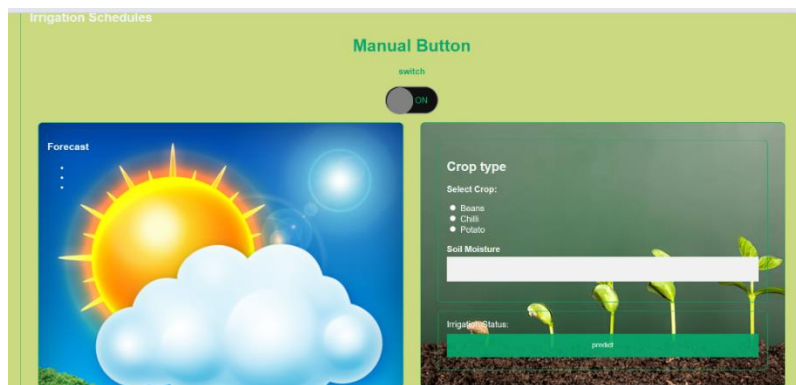 Irrigation Schedules
Manual Button
switch
ON
Forecast
Crop type
Select Crop:
Beans
Chilli
Potato
Soil Moisture
Irrigation Status:
predict